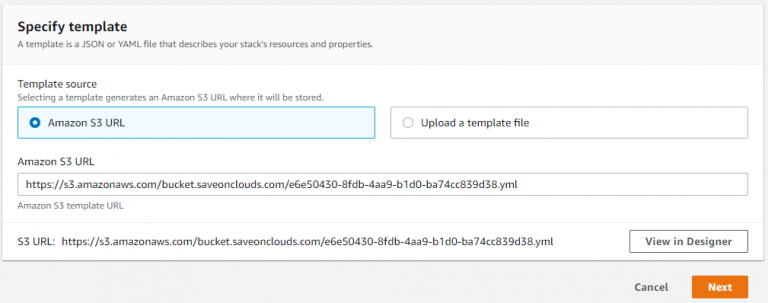 Specify template
A template is a JSON or YAML file that describes your stack's resources and properties.
Template source
Selecting a template generates an Amazon S3 URL where it will be stored.
Amazon S3 URL
Upload a template file
Amazon S3 URL
https://s3.amazonaws.com/bucket.saveonclouds.com/e6e50430-8fdb-4aa9-b1d0-ba74cc839d38.yml
Amazon S3 template URL
S3 URL: https://s3.amazonaws.com/bucket.saveonclouds.com/e6e50430-8fdb-4aa9-b1d0-ba74cc839d38.yml
View in Designer
Cancel
Next